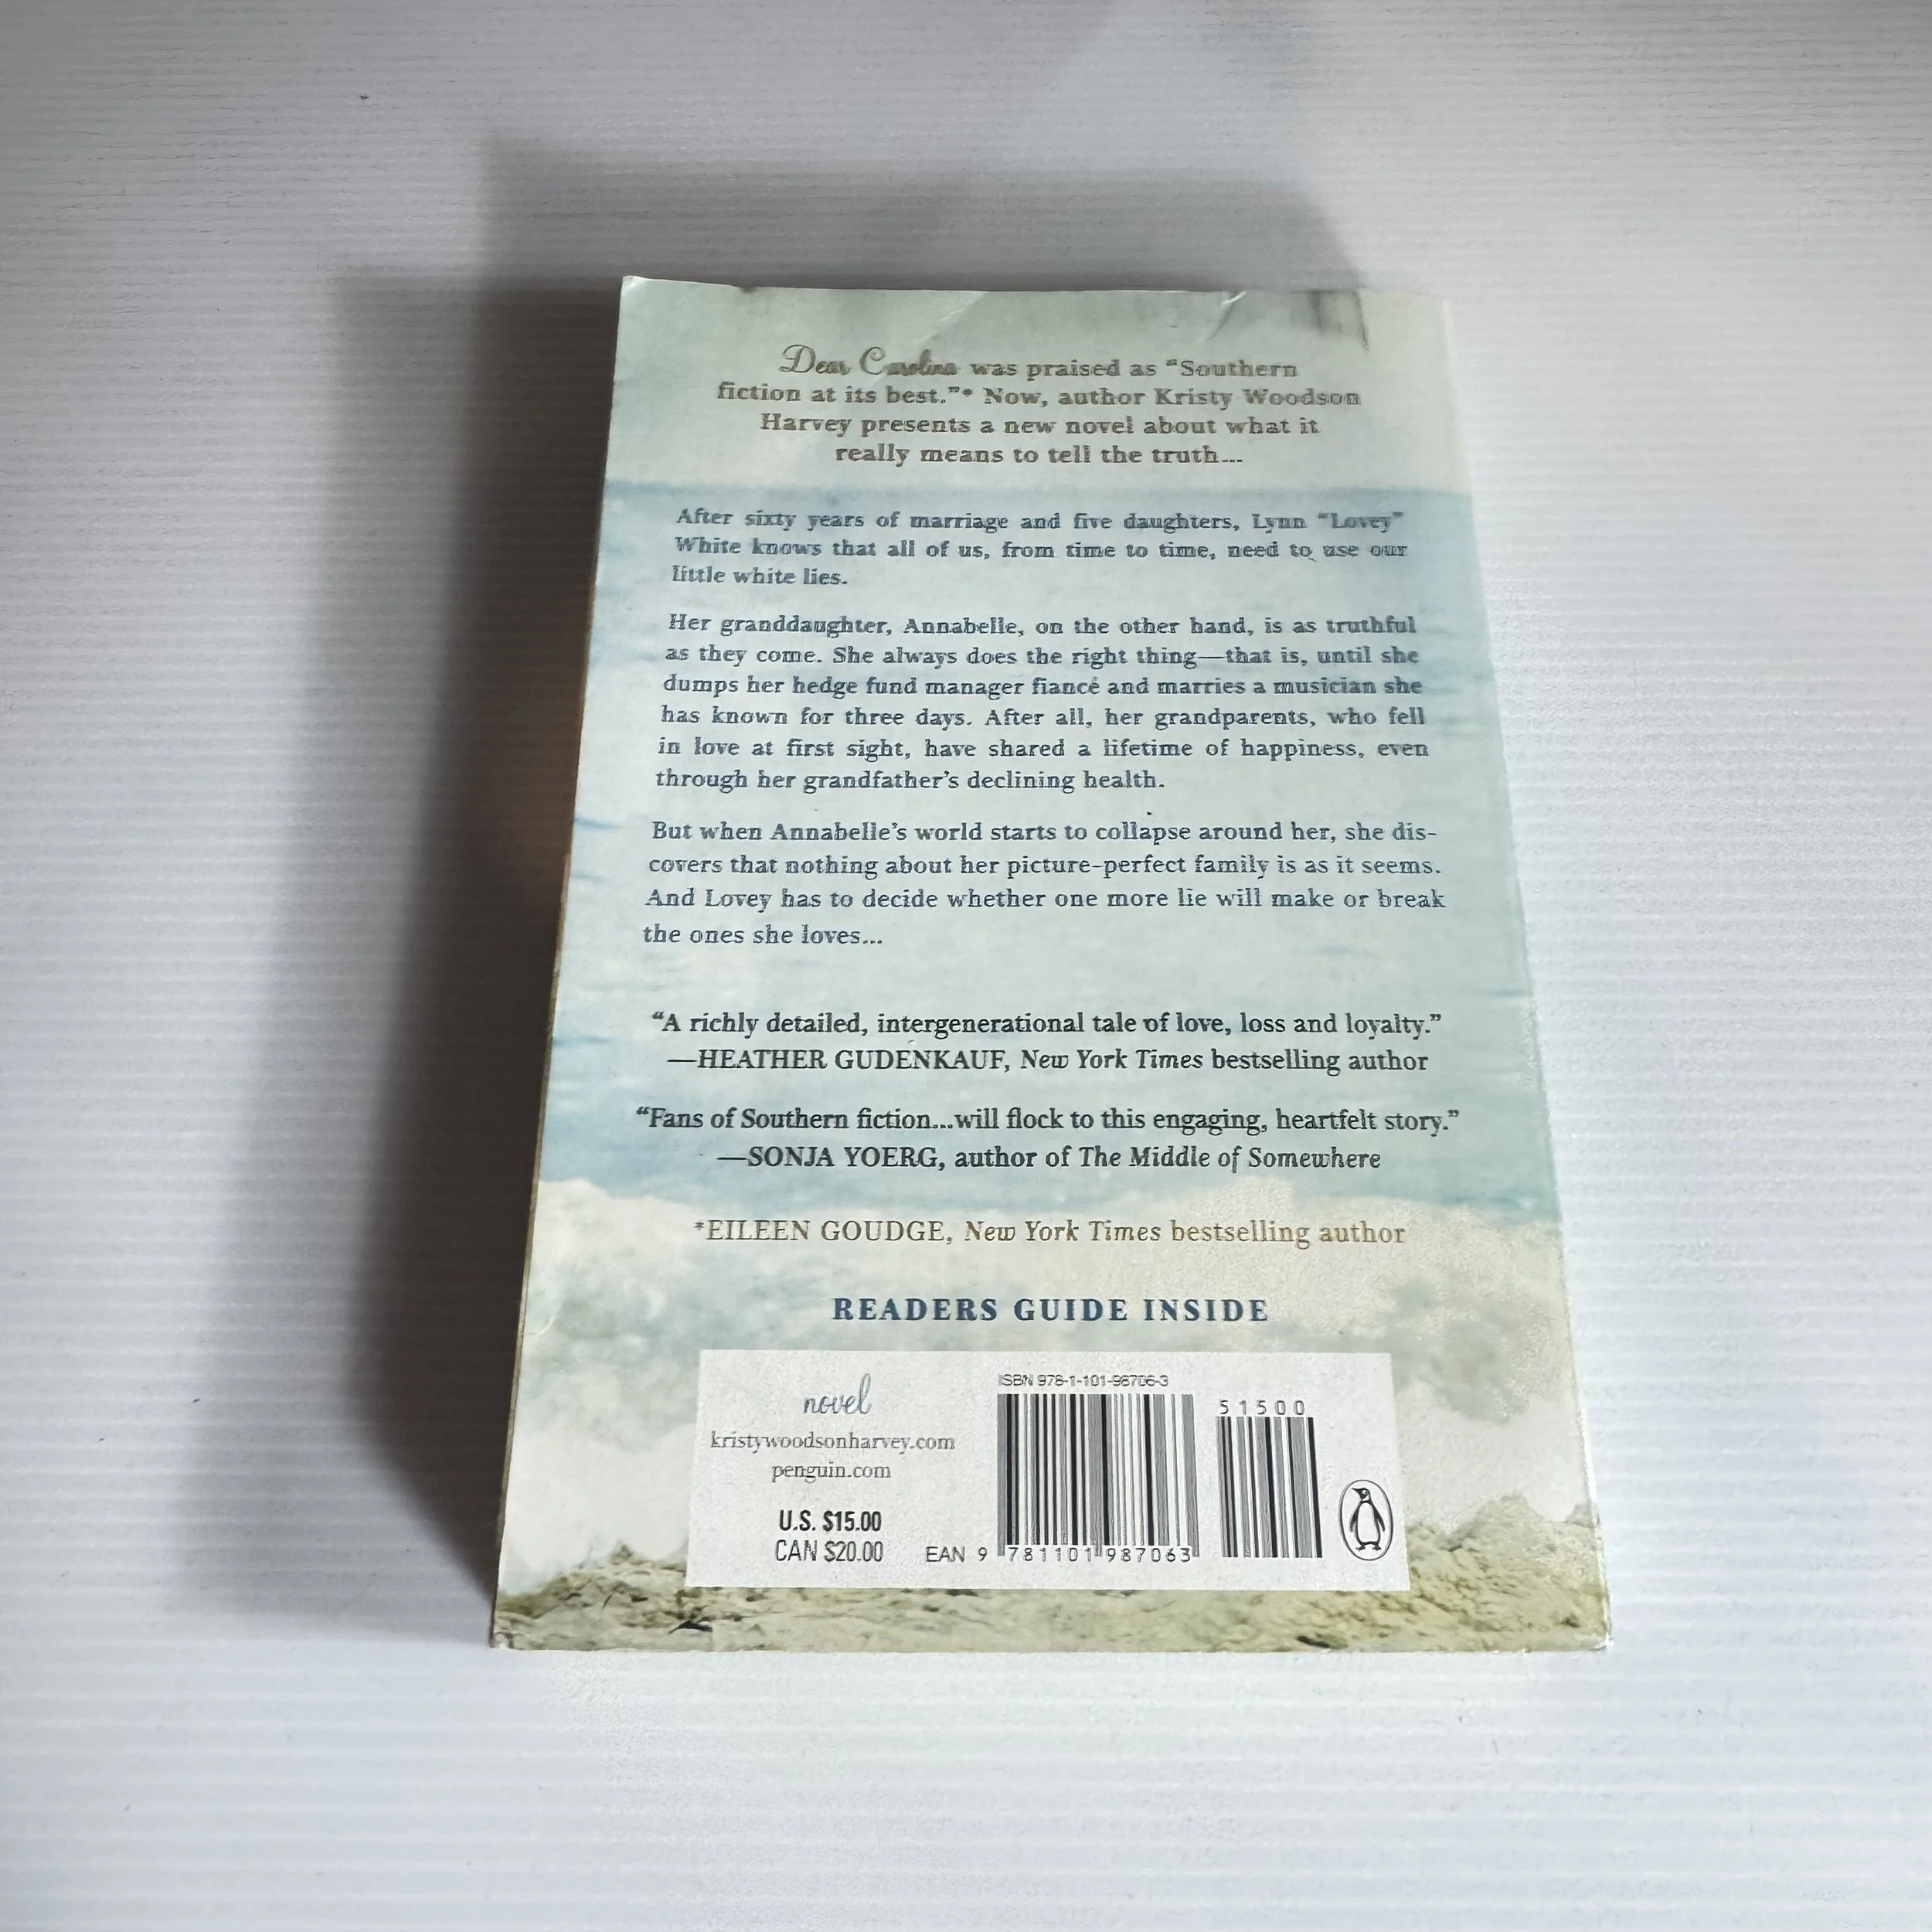 Dear Carolina was praised as “Southern
fiction at its best.”* Now, author Kristy Woodson
Harvey presents a new novel about what it
really means to tell the truth...
After sixty years of marriage and five daughters, Lynn “Lovey”
White knows that all of us, from time to time, need to use our
little white lies.
Her granddaughter, Annabelle, on the other hand, is as truthful
as they come. She always does the right thing—that is, until she
dumps her hedge fund manager fiancé and marries a musician she
has known for three days. After all, her grandparents, who fell
in love at first sight, have shared a lifetime of happiness, even
through her grandfather’s declining health.
But when Annabelle’s world starts to collapse around her, she dis-
covers that nothing about her picture-perfect family is as it seems.
And Lovey has to decide whether one more lie will make or break
the ones she loves...
“A richly detailed, intergenerational tale of love, loss and loyalty.”
—HEATHER GUDENKAUF, New York Times bestselling author
“Fans of Southern fiction...will flock to this engaging, heartfelt story.”
—SONJA YOERG, author of The Middle of Somewhere
*EILEEN GOUDGE, New York Times bestselling author
READERS GUIDE INSIDE
novel
kristywoodsonharvey.com
penguin.com
U.S. $15.00
CAN $20.00
ISBN 978-1-101-98706-3
51500
EAN 9 781101 987063